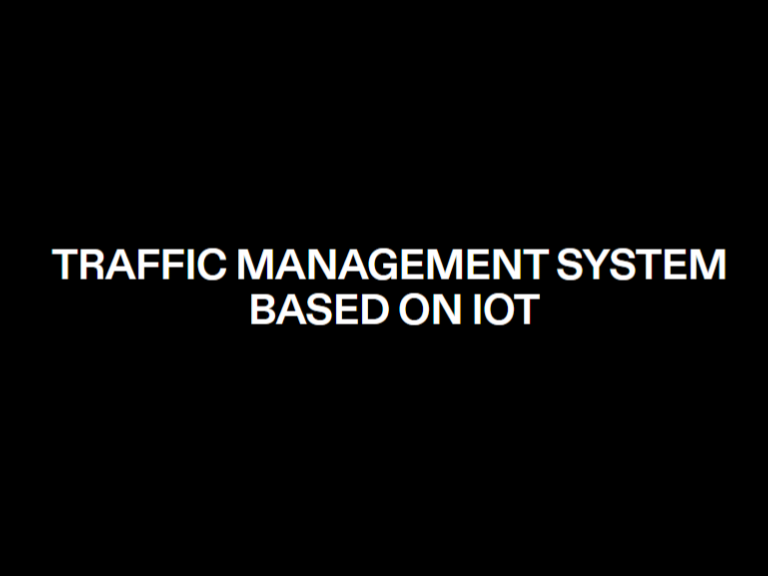 TRAFFIC MANAGEMENT SYSTEM
BASED ON IOT